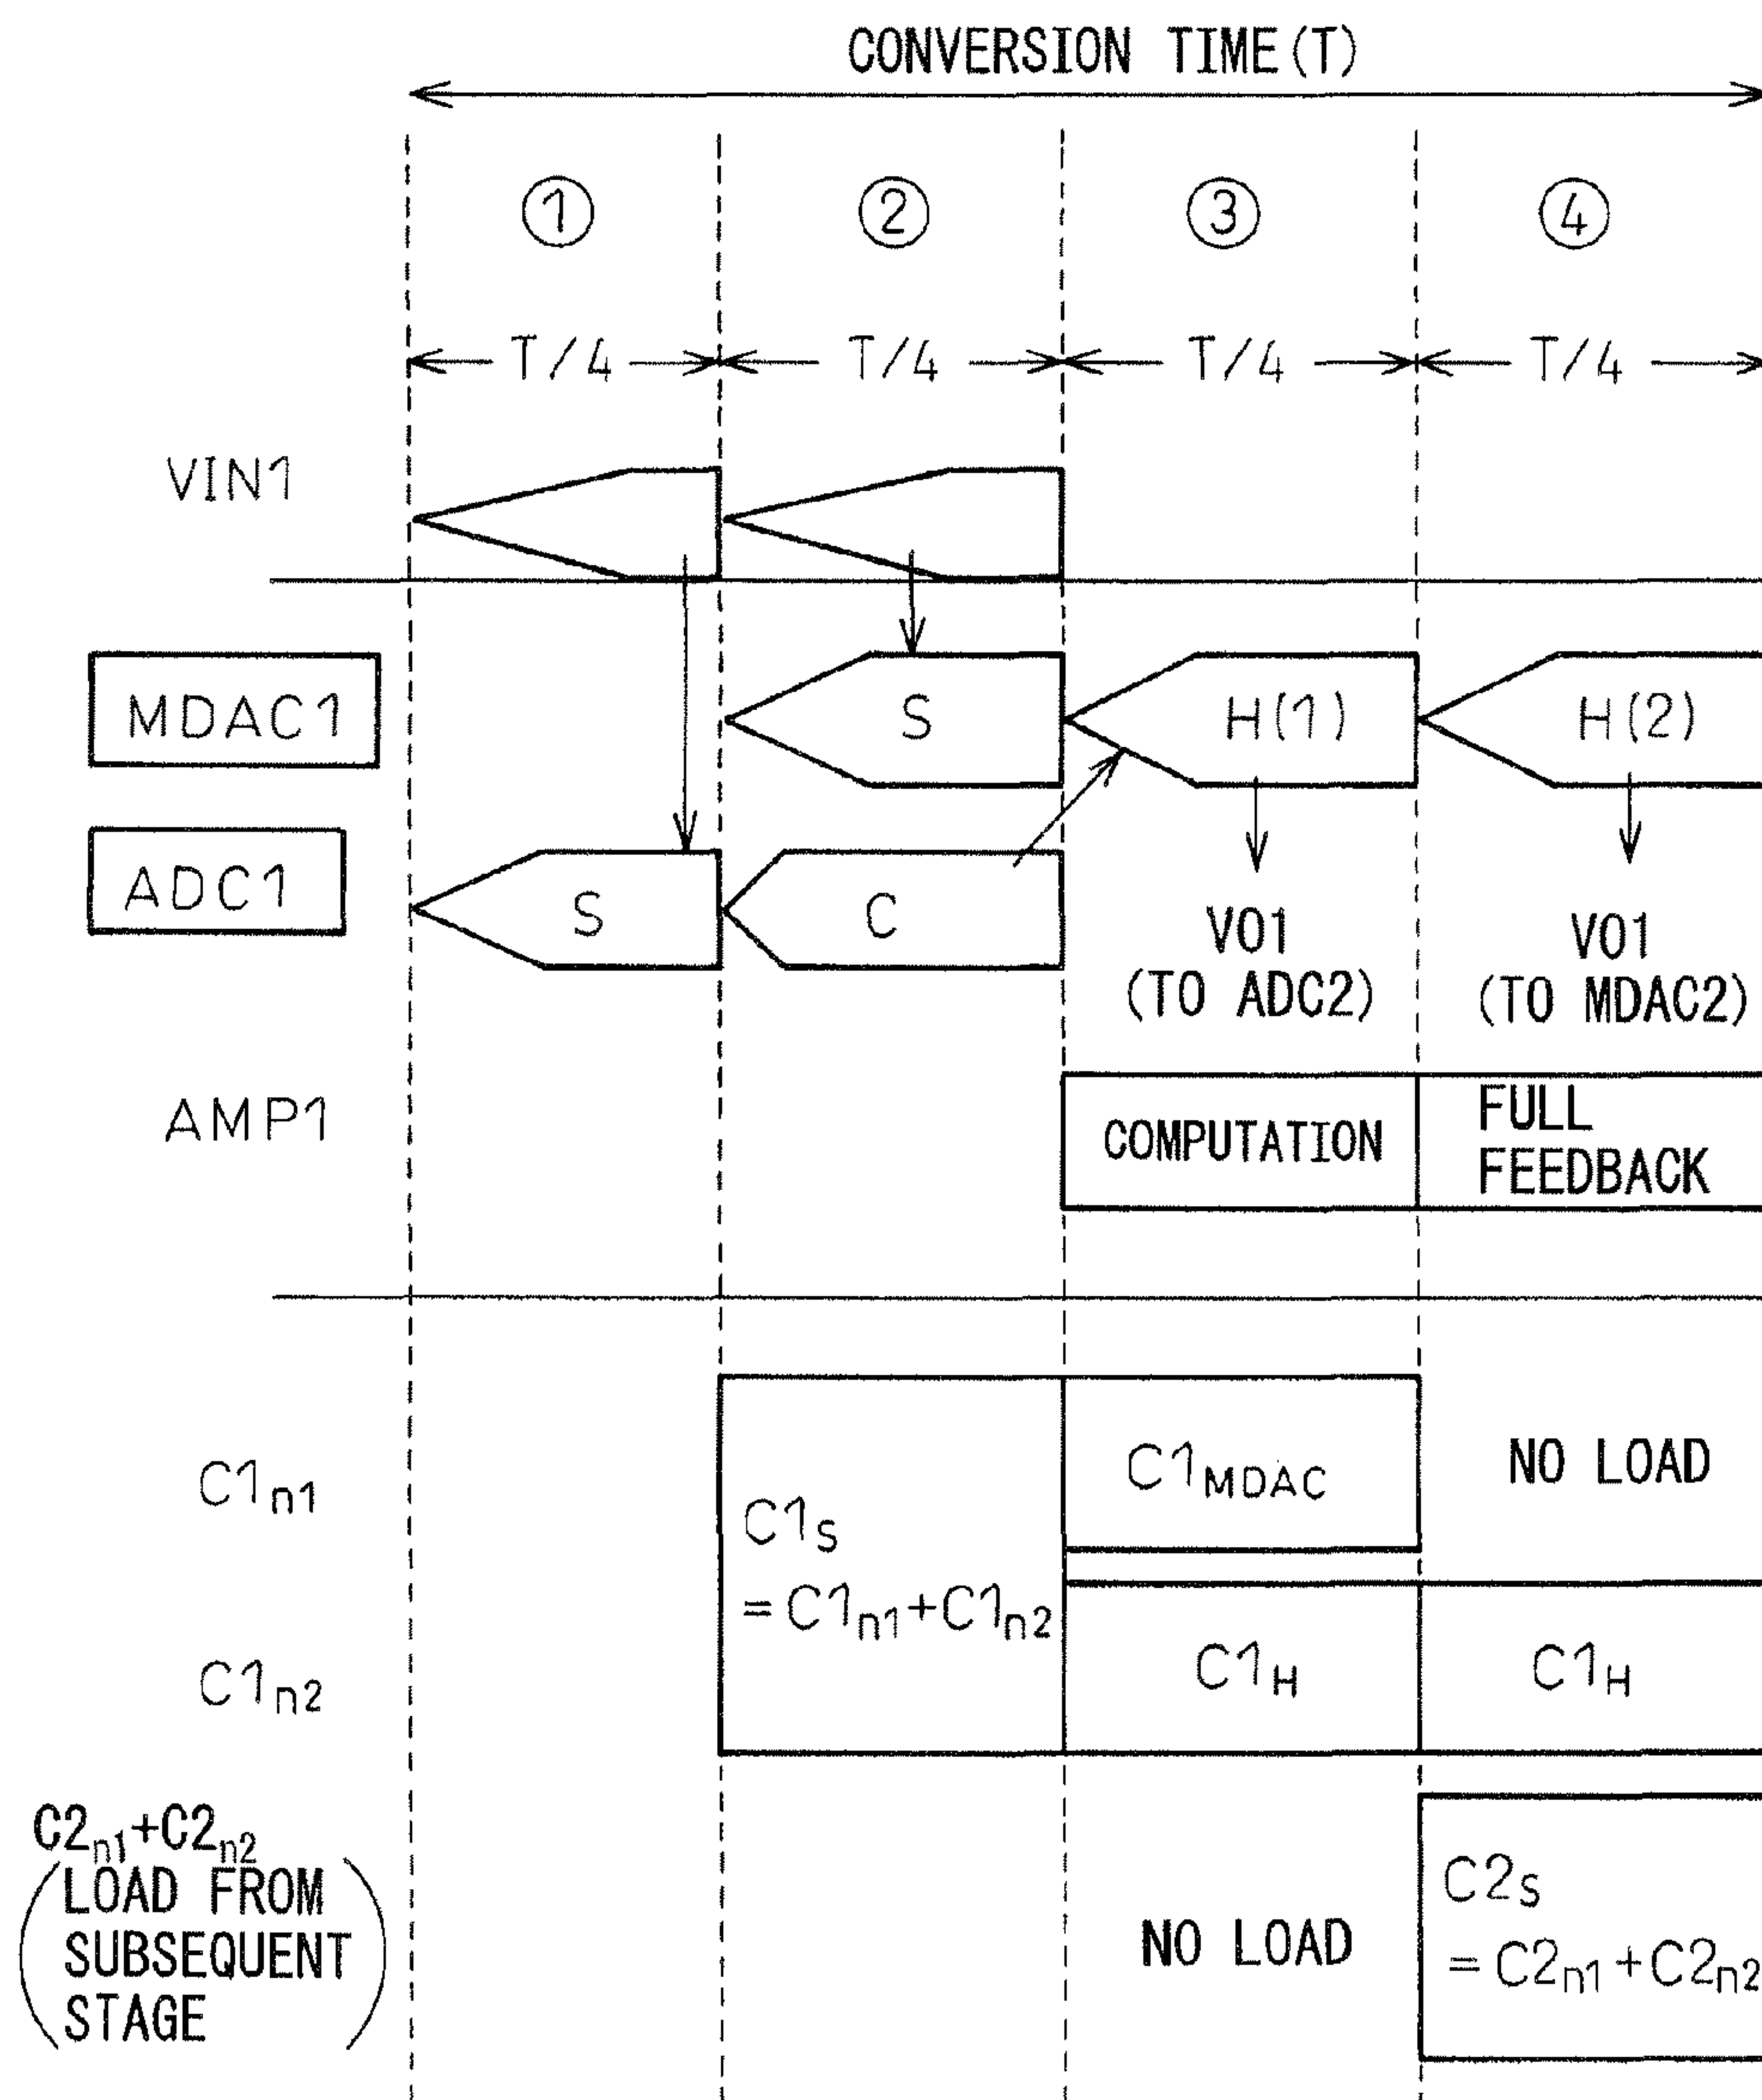 CONVERSION TIME(T)
① ② ③ ④
T/4 T/4 T/4 T/4
VIN1
MDAC1 S H(1) H(2)
ADC1 S C
VO1 VO1
(TO ADC2) (TO MDAC2)
AMP1 COMPUTATION FULL
FEEDBACK
C1n1 C1MDAC NO LOAD
C1S
=C1n1+C1n2
C1n2 C1H C1H
C2n1+C2n2
(LOAD FROM
SUBSEQUENT
STAGE)
NO LOAD
C2S
=C2n1+C2n2